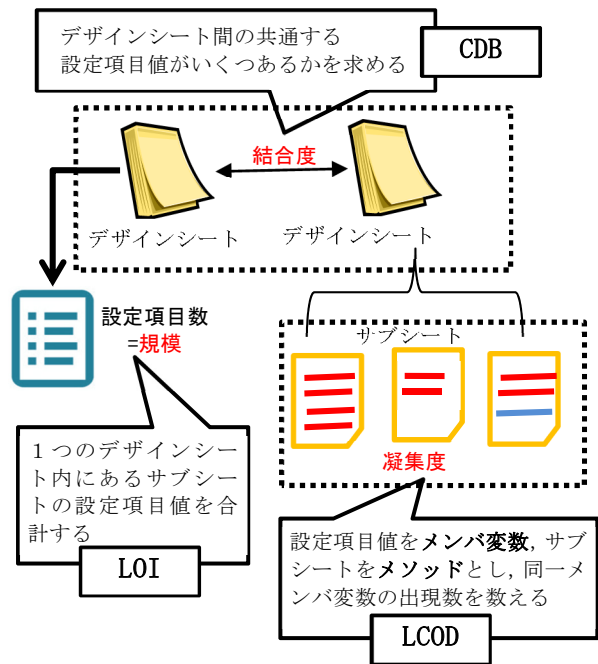 デザインシート間の共通する
設定項目値がいくつあるかを求める
CDB
結合度
デザインシート
デザインシート
設定項目数
=規模
サブシート
凝集度
１つのデザインシー
ト内にあるサブシー
トの設定項目値を合
計する
LOI
設定項目値をメンバ変数, サブ
シートをメソッドとし, 同一メ
ンバ変数の出現数を数える
LCOD